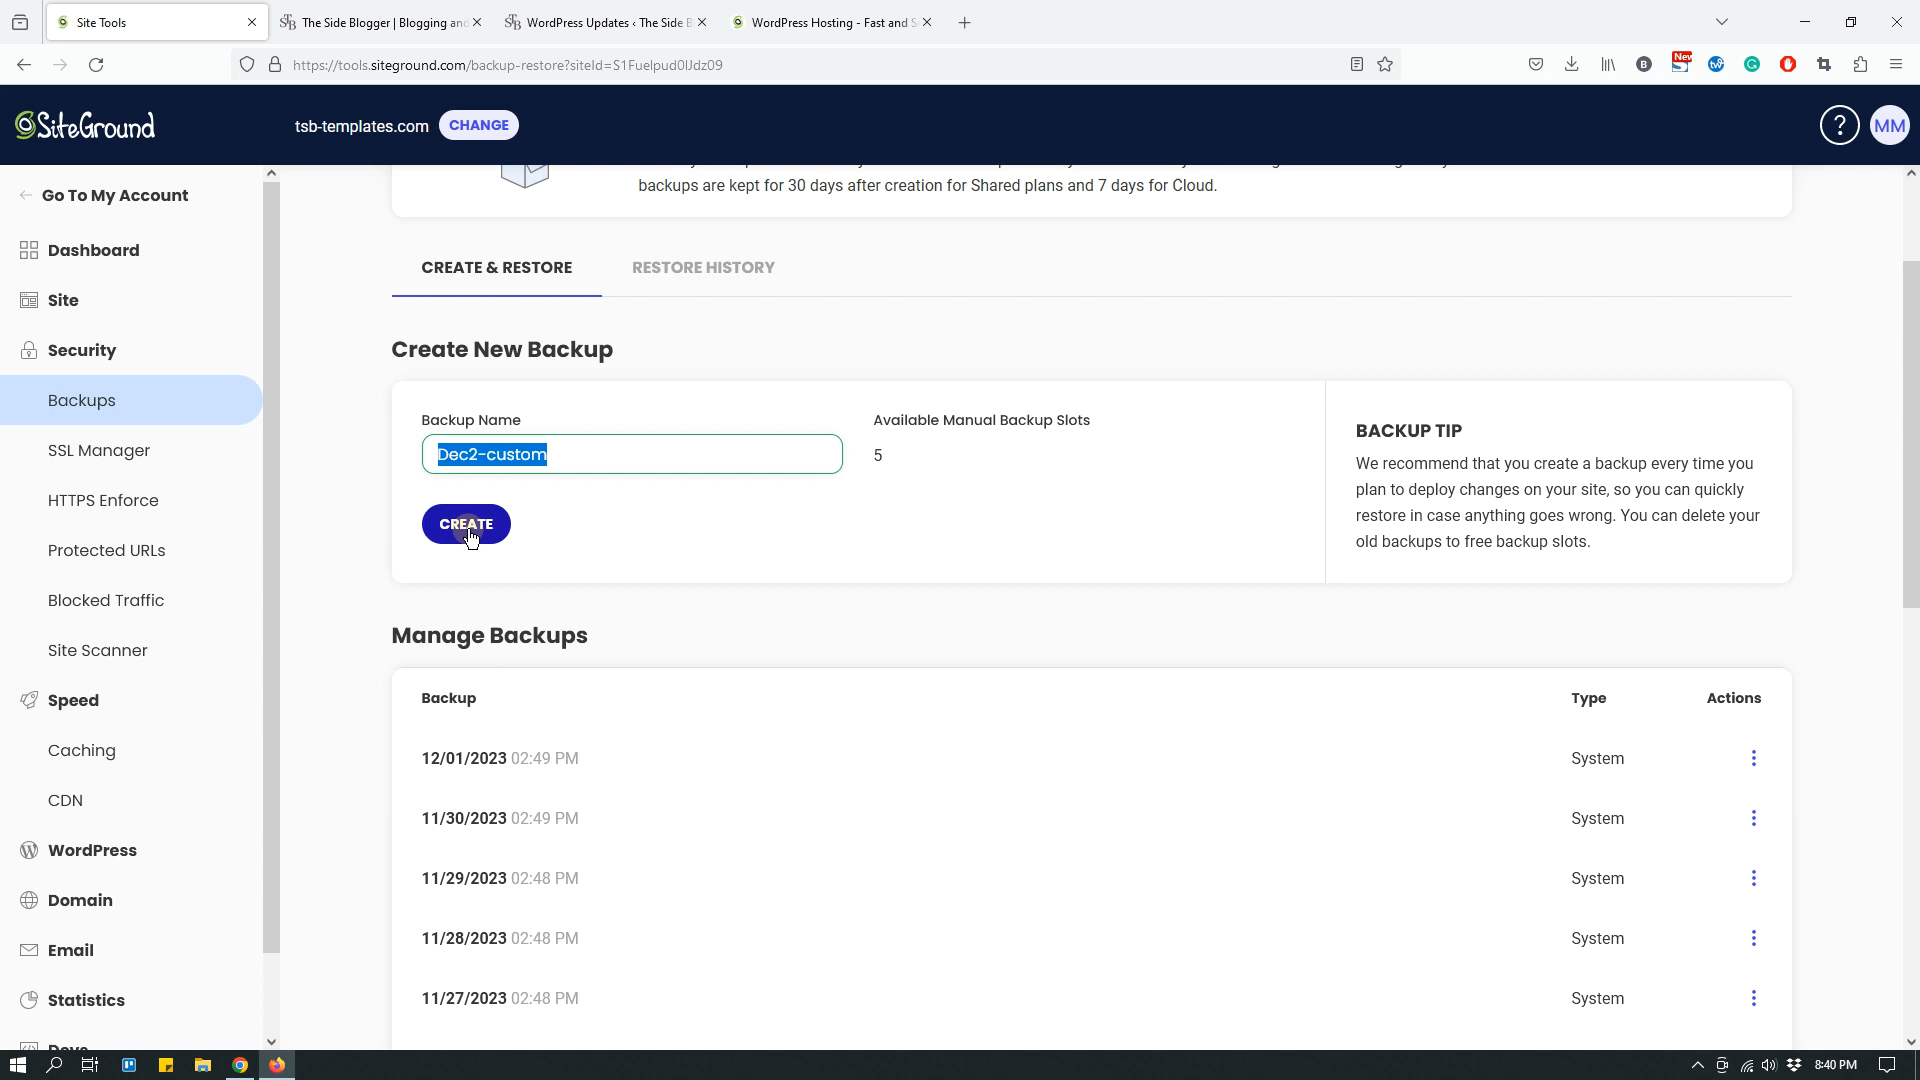 Site Tools
The Side Blogger | Blogging and
WordPress Updates ‹ The Side B
WordPress Hosting - Fast and S
https://tools.siteground.com/backup-restore?siteId=S1Fuelpud0lJdz09
New
SiteGround
tsb-templates.com
CHANGE
?
MM
Go To My Account
Dashboard
Site
Security
Backups
SSL Manager
HTTPS Enforce
Protected URLs
Blocked Traffic
Site Scanner
Speed
Caching
CDN
WordPress
Domain
Email
Statistics
Devs
backups are kept for 30 days after creation for Shared plans and 7 days for Cloud.
CREATE & RESTORE
RESTORE HISTORY
Create New Backup
Backup Name
Dec2-custom
Available Manual Backup Slots
5
CREATE
BACKUP TIP
We recommend that you create a backup every time you
plan to deploy changes on your site, so you can quickly
restore in case anything goes wrong. You can delete your
old backups to free backup slots.
Manage Backups
Backup Type Actions
12/01/2023 02:49 PM System
11/30/2023 02:49 PM System
11/29/2023 02:48 PM System
11/28/2023 02:48 PM System
11/27/2023 02:48 PM System
8:40 PM